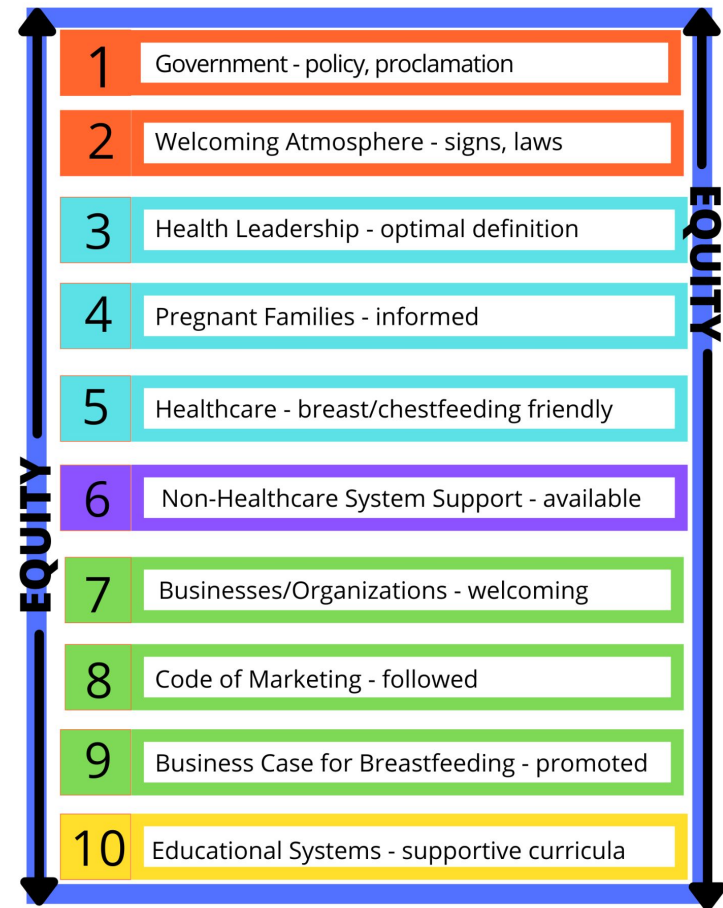 1 Government - policy, proclamation
2 Welcoming Atmosphere - signs, laws
3 Health Leadership - optimal definition
4 Pregnant Families - informed
5 Healthcare - breast/chestfeeding friendly
6 Non-Healthcare System Support - available
7 Businesses/Organizations - welcoming
8 Code of Marketing - followed
9 Business Case for Breastfeeding - promoted
10 Educational Systems - supportive curricula
EQUITY
EQUITY